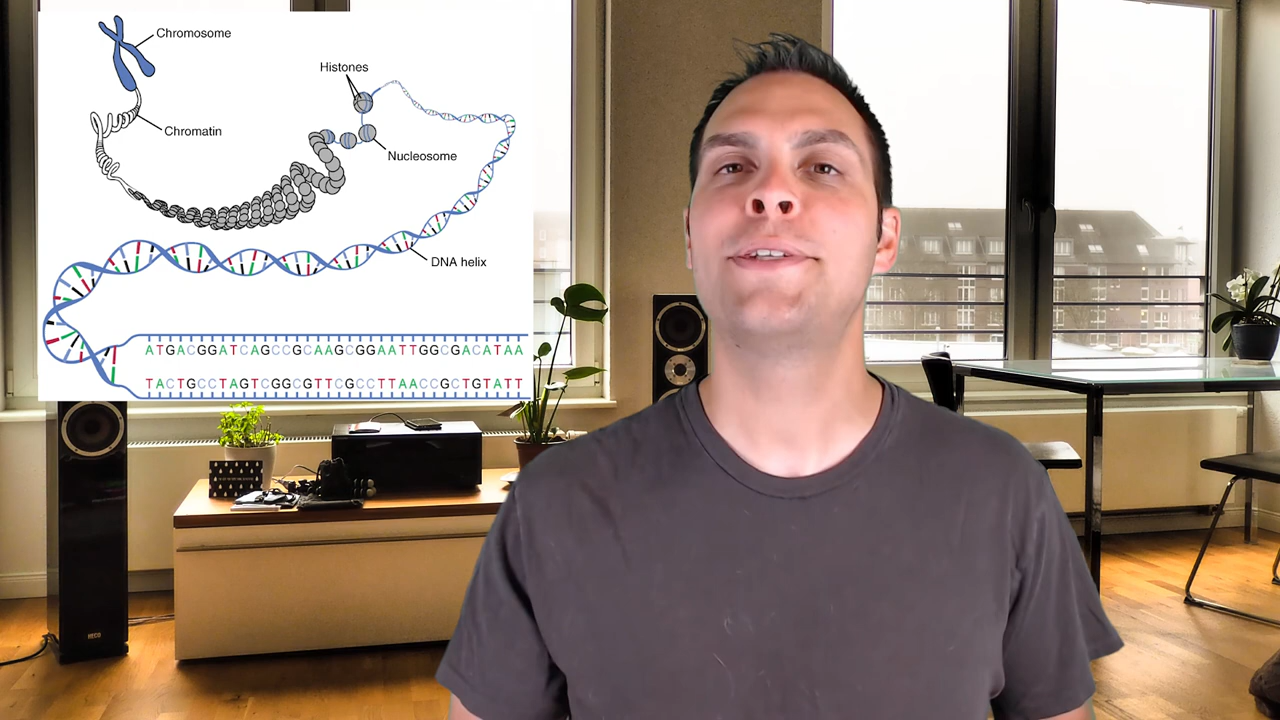 Chromosome
Histones
Chromatin
Nucleosome
DNA helix
ATGACGGATCAGCCGCAAGCGGAATTGGCGACATAA
TACTGCCTAGTCGGCGTTCGCCTTAACCGCTGTATT